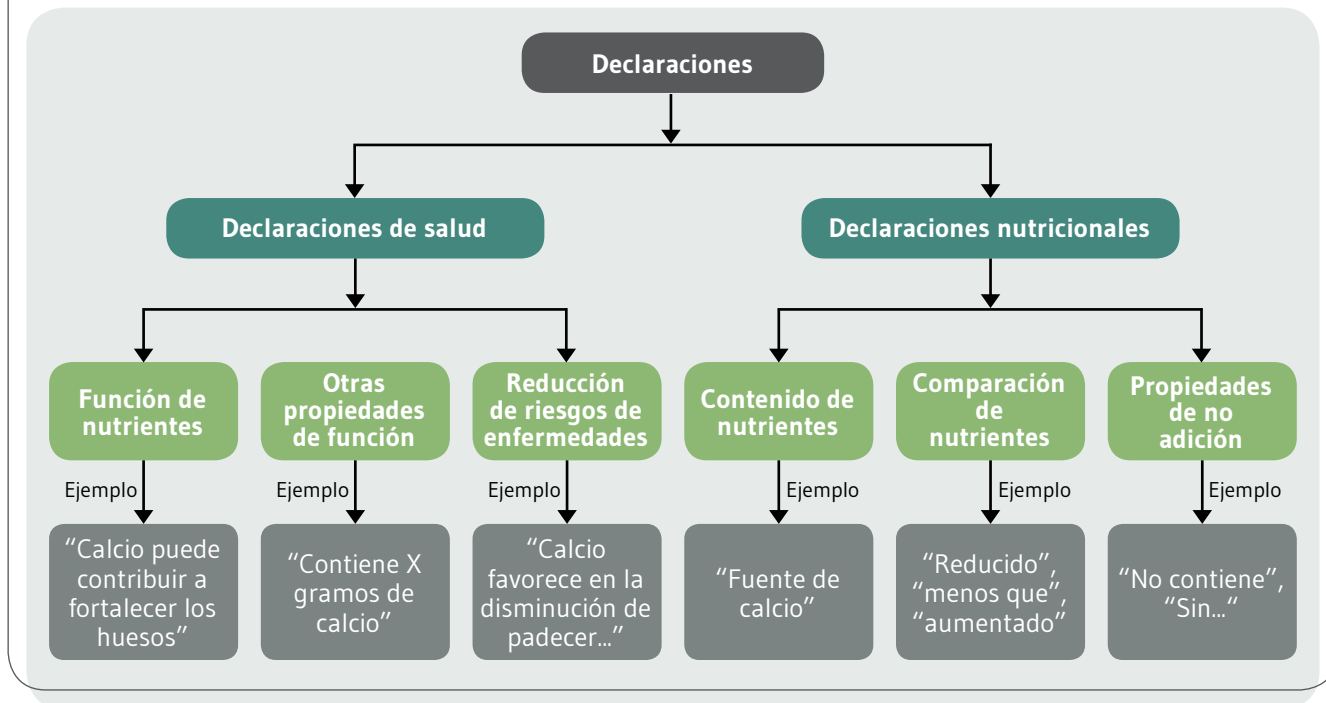 Declaraciones
Declaraciones de salud
Declaraciones nutricionales
Función de
nutrientes
Otras
propiedades
de función
Reducción
de riesgos de
enfermedades
Contenido de
nutrientes
Comparación
de
nutrientes
Propiedades
de no
adición
Ejemplo
Ejemplo
Ejemplo
Ejemplo
Ejemplo
Ejemplo
“Calcio puede
contribuir a
fortalecer los
huesos”
“Contiene X
gramos de
calcio”
“Calcio
favorece en la
disminución de
padecer...”
“Fuente de
calcio”
“Reducido”,
“menos que”,
“aumentado”
“No contiene”,
“Sin...“